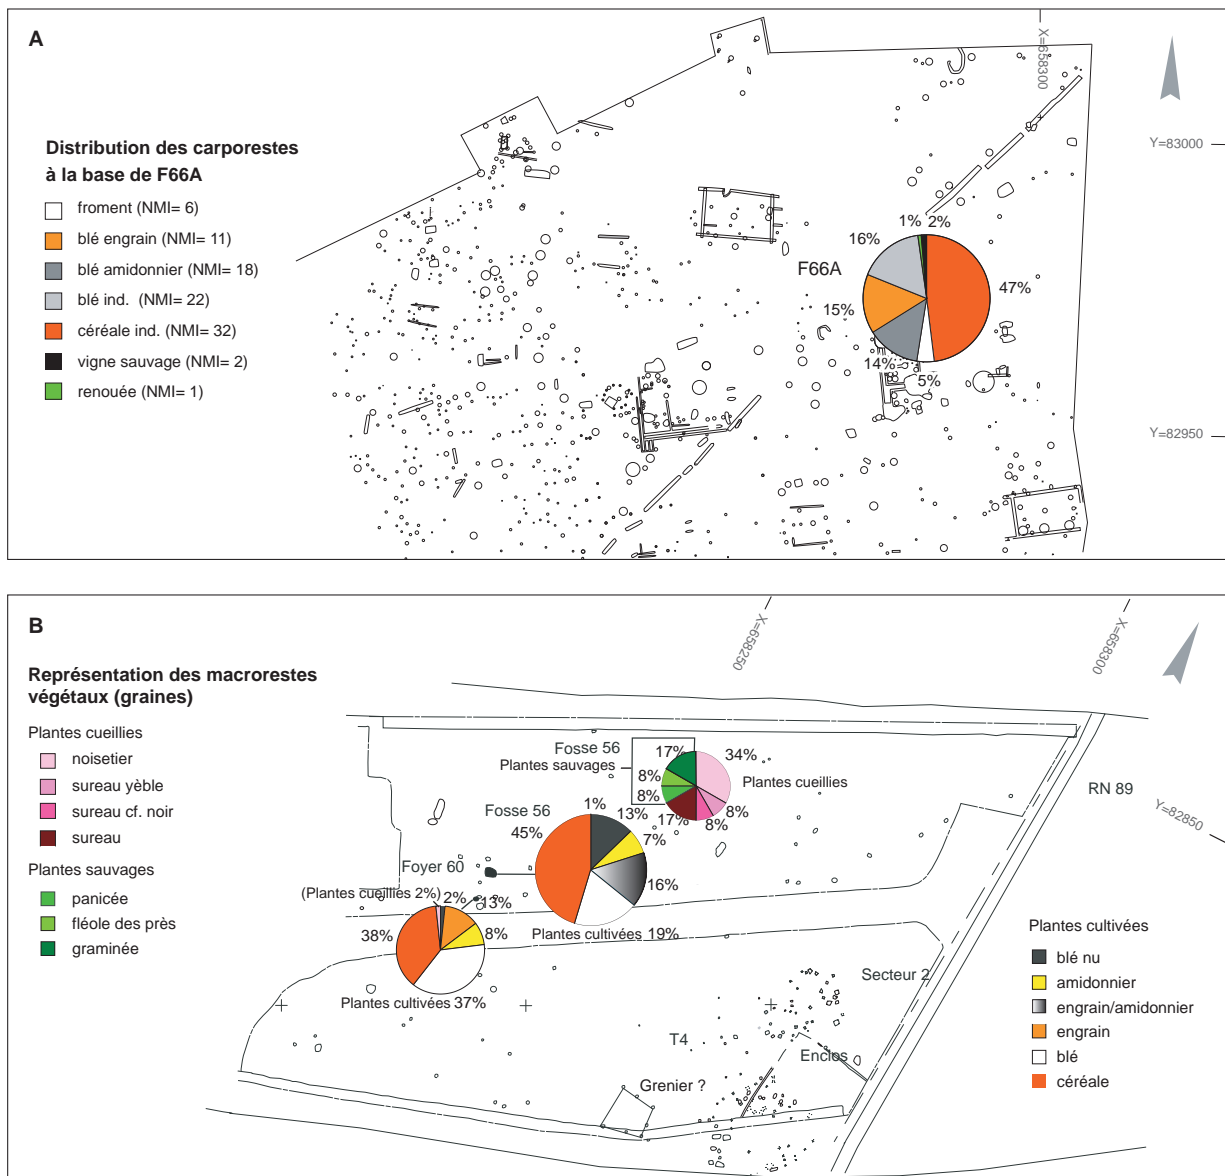 A
X=658300
Y=83000
Distribution des carporestes
à la base de F66A
froment (NMI= 6)
blé engrain (NMI= 11)
blé amidonnier (NMI= 18)
blé ind. (NMI= 22)
céréale ind. (NMI= 32)
vigne sauvage (NMI= 2)
renouée (NMI= 1)
1%
2%
16%
F66A
47%
15%
14%
5%
Y=82950
B
X=658250
X=658300
Représentation des macrorestes
végétaux (graines)
Plantes cueillies
noisetier
sureau yèble
sureau cf. noir
sureau
Plantes sauvages
panicée
fléole des près
graminée
Fosse 56
Plantes sauvages
17%
34%
8%
Plantes cueillies
8%
8%
17%
8%
RN 89
Y=82850
Fosse 56
1%
13%
45%
7%
16%
Plantes cultivées 19%
Foyer 60
(Plantes cueillies 2%)
2%
13%
38%
8%
Plantes cultivées 37%
Secteur 2
T4
Enclos
Grenier ?
Plantes cultivées
blé nu
amidonnier
engrain/amidonnier
engrain
blé
céréale